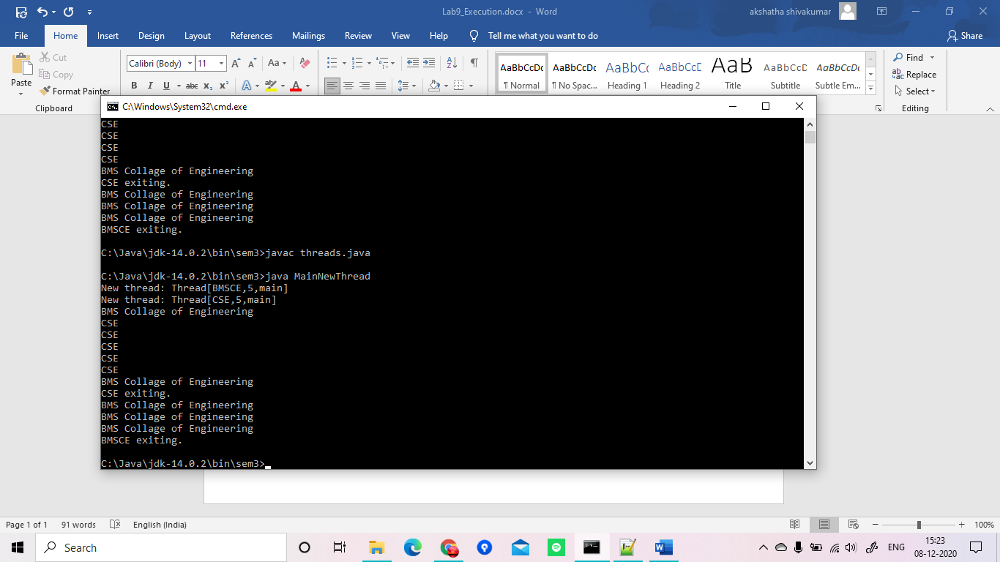 Lab9_Execution.docx - Word
akshatha shivakumar
File Home Insert Design Layout References Mailings Review View Help Tell me what you want to do Share
Paste
Cut
Copy
Format Painter
Clipboard
Calibri (Body) 11
AaBbCcDc AaBbCcDc AaBbCc AaBbCcD AaB AaBbCcD AaBbCcDc
¶ Normal ¶ No Spac... Heading 1 Heading 2 Title Subtitle Subtle Em...
Find
Replace
Select
Editing
C:\Windows\System32\cmd.exe
CSE
CSE
CSE
CSE
BMS Collage of Engineering
CSE exiting.
BMS Collage of Engineering
BMS Collage of Engineering
BMS Collage of Engineering
BMSCE exiting.
C:\Java\jdk-14.0.2\bin\sem3>javac threads.java
C:\Java\jdk-14.0.2\bin\sem3>java MainNewThread
New thread: Thread[BMSCE,5,main]
New thread: Thread[CSE,5,main]
BMS Collage of Engineering
CSE
CSE
CSE
CSE
CSE
BMS Collage of Engineering
CSE exiting.
BMS Collage of Engineering
BMS Collage of Engineering
BMS Collage of Engineering
BMSCE exiting.
C:\Java\jdk-14.0.2\bin\sem3>
Page 1 of 1 91 words English (India) 100%
Search
ENG
15:23
08-12-2020